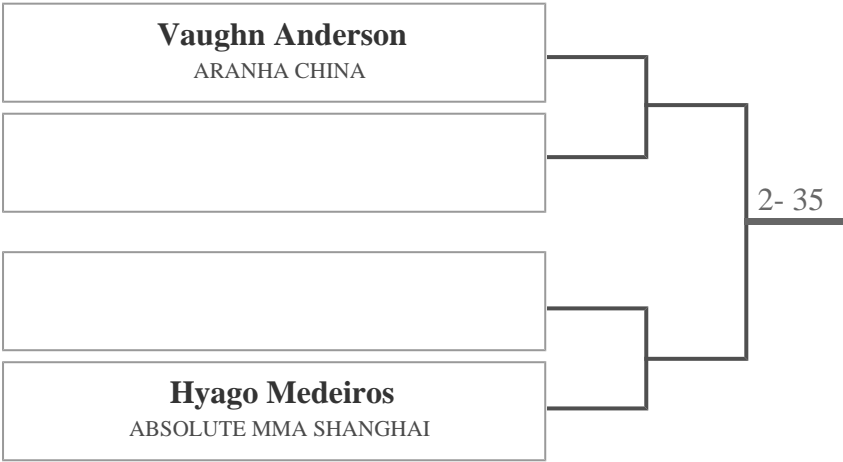 Vaughn Anderson
ARANHA CHINA
2- 35
Hyago Medeiros
ABSOLUTE MMA SHANGHAI